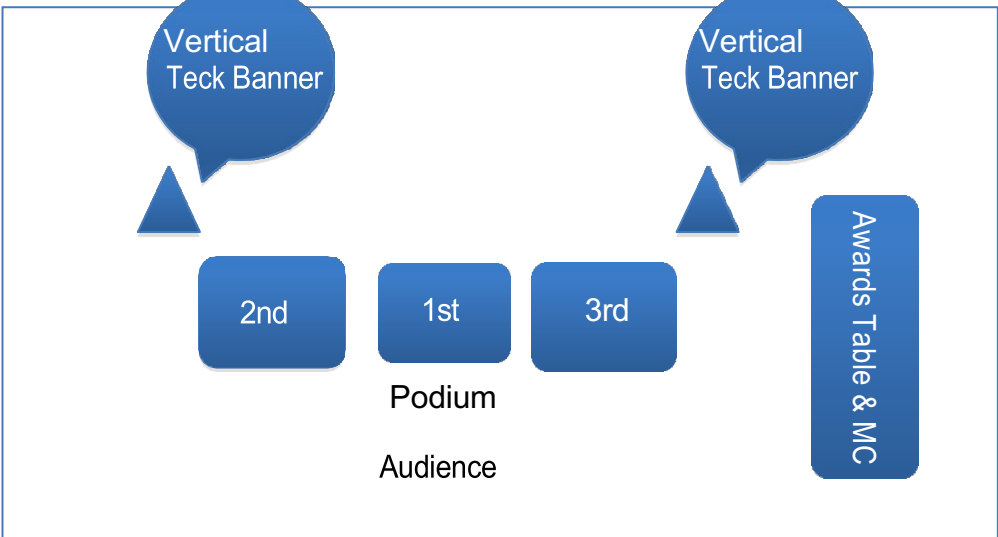 Vertical
Teck Banner
Vertical
Teck Banner
2nd
1st
3rd
Awards Table & MC
Podium
Audience